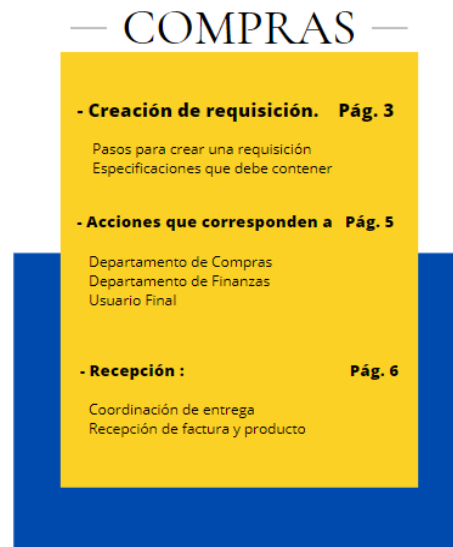 COMPRAS
- Creación de requisición. Pág. 3
Pasos para crear una requisición
Especificaciones que debe contener
- Acciones que corresponden a Pág. 5
Departamento de Compras
Departamento de Finanzas
Usuario Final
- Recepción : Pág. 6
Coordinación de entrega
Recepción de factura y producto